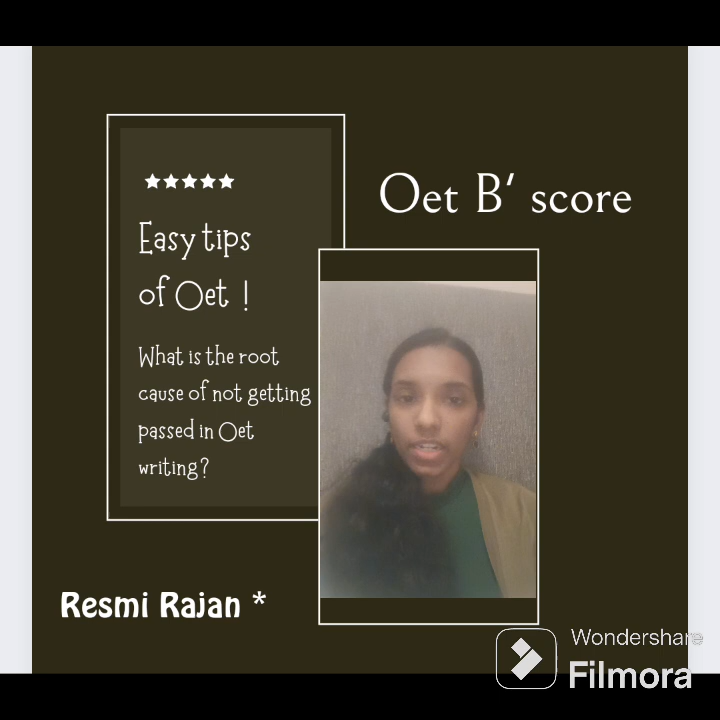 ★★★★★
Easy tips
of Oet !
What is the root
cause of not getting
passed in Oet
writing?
Oet B' score
Resmi Rajan *
Wondershare
Filmora